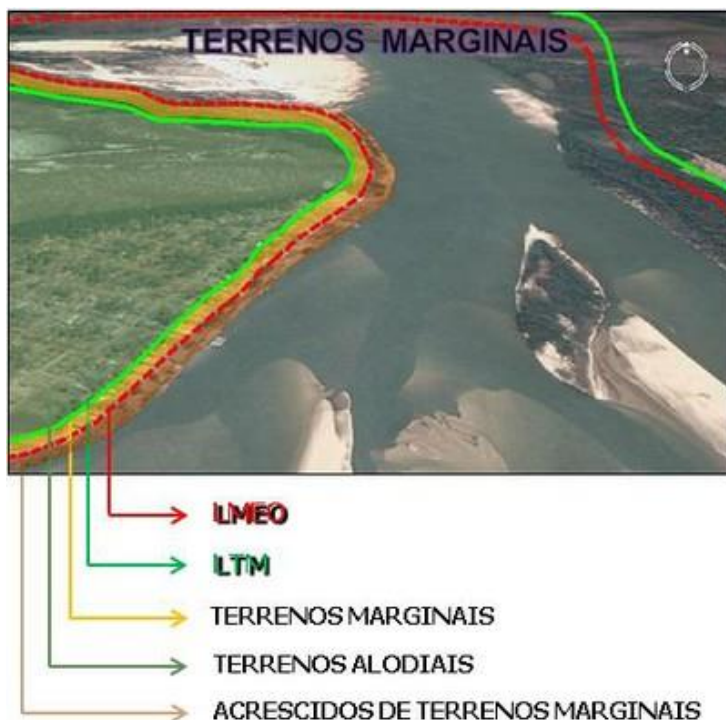 TERRENOS MARGINAIS
LMEO
LTM
TERRENOS MARGINAIS
TERRENOS ALODIAIS
ACRESCIDOS DE TERRENOS MARGINAIS